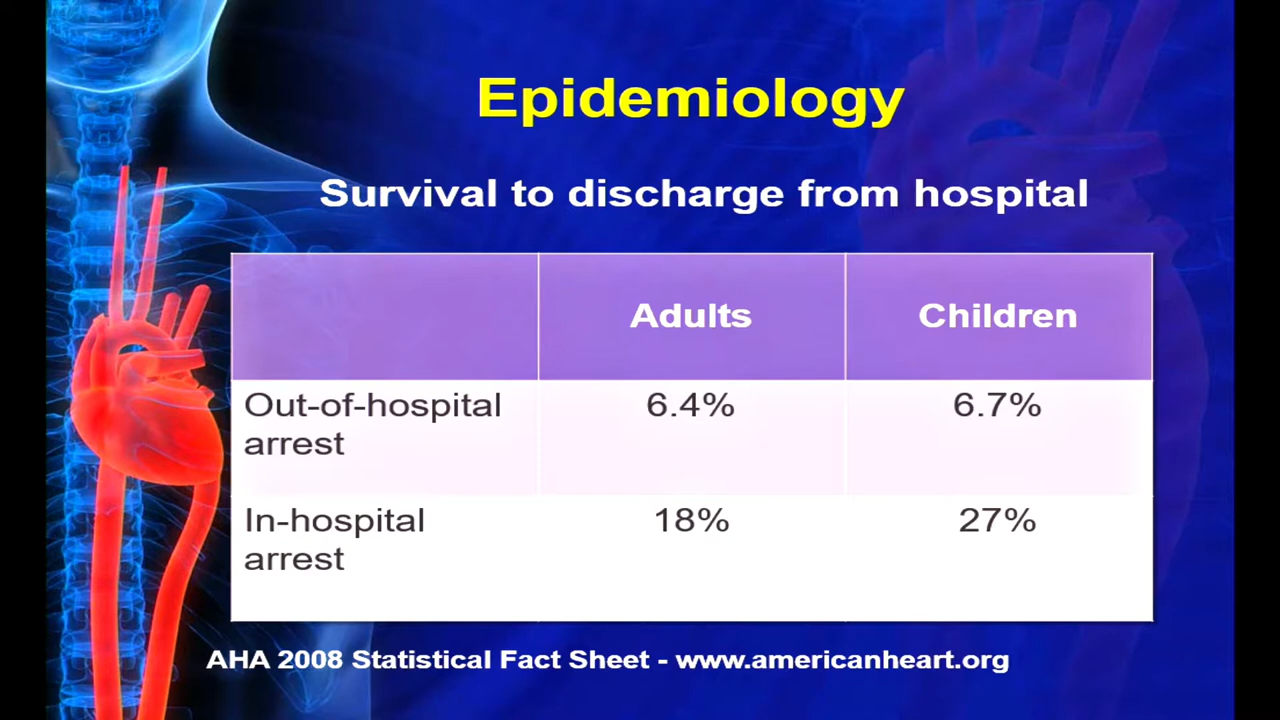 Epidemiology
Survival to discharge from hospital
Adults Children
Out-of-hospital 6.4% 6.7%
arrest
In-hospital 18% 27%
arrest
AHA 2008 Statistical Fact Sheet - www.americanheart.org